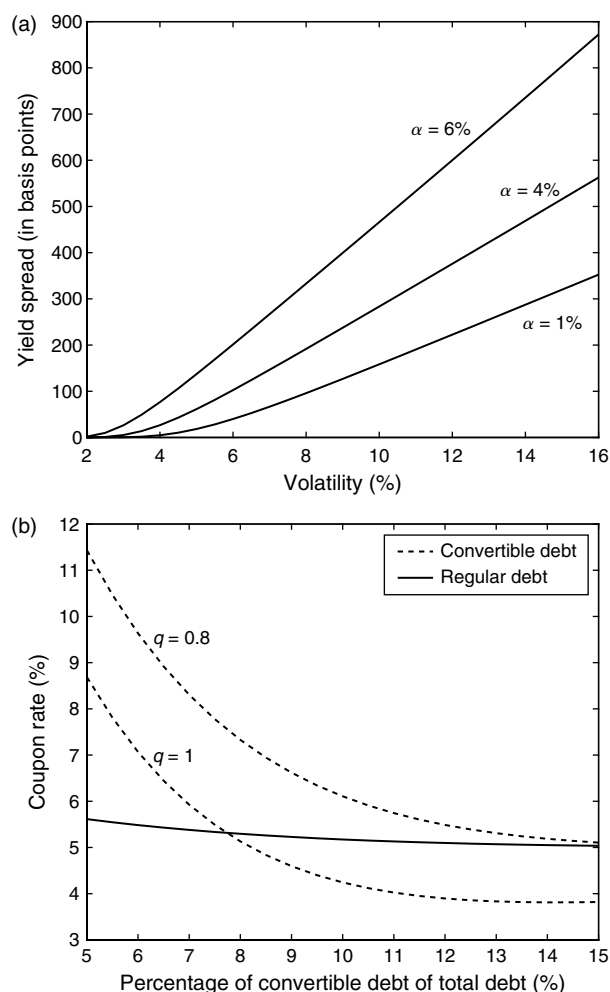 (a)
900
800
700
600
500
400
300
200
100
0
Yield spread (in basis points)
α = 6%
α = 4%
α = 1%
2 4 6 8 10 12 14 16
Volatility (%)
(b)
12
11
10
9
8
7
6
5
4
3
Coupon rate (%)
Convertible debt
Regular debt
q = 0.8
q = 1
5 6 7 8 9 10 11 12 13 14 15
Percentage of convertible debt of total debt (%)